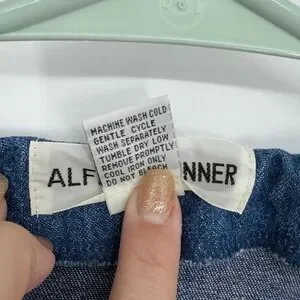 MACHINE WASH COLD
GENTLE CYCLE
WASH SEPARATELY
TUMBLE DRY LOW
REMOVE PROMPTLY
COOL IRON ONLY
DO NOT BLEACH
ALF NNER